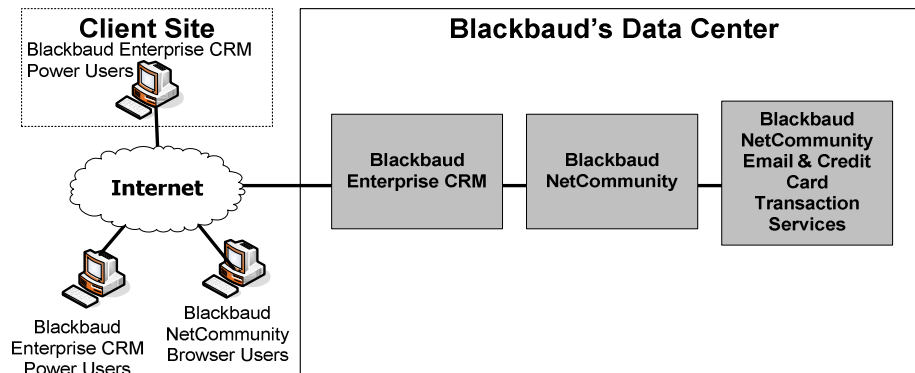 Client Site
Blackbaud Enterprise CRM
Power Users
Internet
Blackbaud
Enterprise CRM
Power Users
Blackbaud
NetCommunity
Browser Users
Blackbaud's Data Center
Blackbaud
Enterprise CRM
Blackbaud
NetCommunity
Blackbaud
NetCommunity
Email & Credit
Card
Transaction
Services